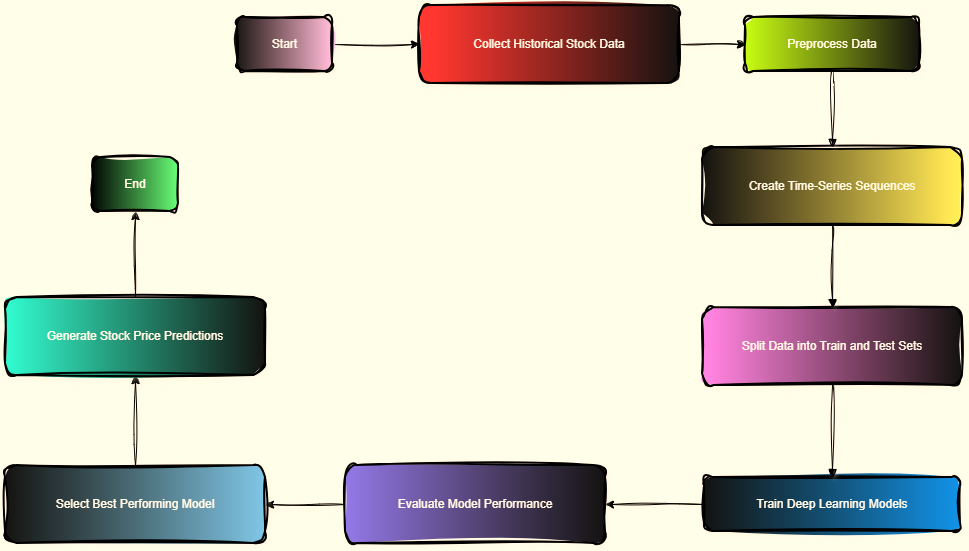 Start
Collect Historical Stock Data
Preprocess Data
Create Time-Series Sequences
Split Data into Train and Test Sets
Train Deep Learning Models
Evaluate Model Performance
Select Best Performing Model
Generate Stock Price Predictions
End